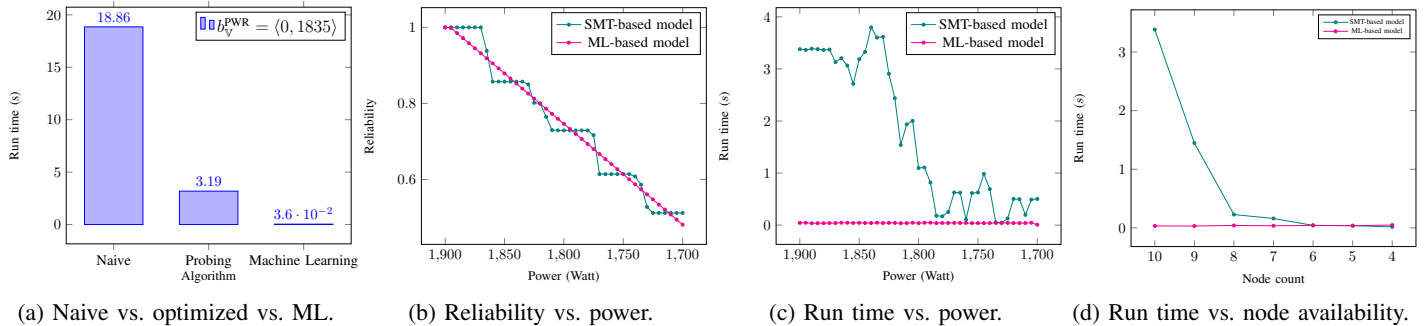 20
15
10
5
0
Run time (s)
18.86
3.19
3.6 · 10⁻²
b_𝕍^PWR = ⟨0, 1835⟩
Naive
Probing
Algorithm
Machine Learning
(a) Naive vs. optimized vs. ML.
1
0.8
0.6
Reliability
SMT-based model
ML-based model
1,900
1,850
1,800
1,750
1,700
Power (Watt)
(b) Reliability vs. power.
5
4
3
2
1
0
Run time (s)
SMT-based model
ML-based model
1,900
1,850
1,800
1,750
1,700
Power (Watt)
(c) Run time vs. power.
3
2
1
0
Run time (s)
SMT-based model
ML-based model
10
9
8
7
6
5
4
Node count
(d) Run time vs. node availability.